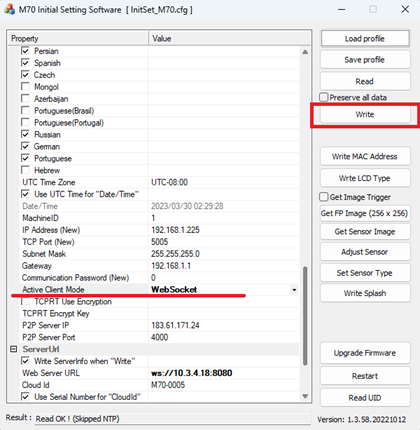 M70 Initial Setting Software [ InitSet_M70.cfg ]
Property Value
Persian
Spanish
Czech
Mongol
Azerbaijan
Portuguese(Brasil)
Portuguese(Portugal)
Russian
German
Portuguese
Hebrew
UTC Time Zone UTC-08:00
Use UTC Time for "Date/Time"
Date/Time 2023/03/30 02:29:28
MachineID 1
IP Address (New) 192.168.1.225
TCP Port (New) 5005
Subnet Mask 255.255.255.0
Gateway 192.168.1.1
Communication Password (New) 0
Active Client Mode WebSocket
TCPRT Use Encryption
TCPRT Encrypt Key
P2P Server IP 183.61.171.24
P2P Server Port 4000
ServerUrl
Write ServerInfo when "Write"
Web Server URL ws://10.3.4.18:8080
Cloud Id M70-0005
Use Serial Number for "CloudId"
Load profile
Save profile
Read
Preserve all data
Write
Write MAC Address
Write LCD Type
Get Image Trigger
Get FP Image (256 x 256)
Get Sensor Image
Adjust Sensor
Set Sensor Type
Write Splash
Upgrade Firmware
Restart
Read UID
Result : Read OK ! (Skipped NTP) Version: 1.3.58.20221012